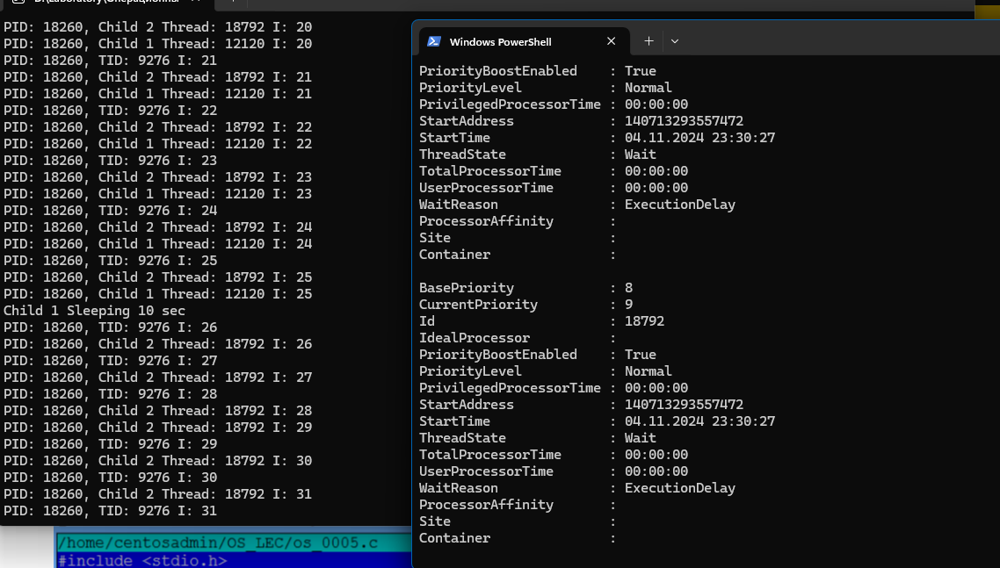 D:\Laboratory\Операционны
PID: 18260, Child 2 Thread: 18792 I: 20
PID: 18260, Child 1 Thread: 12120 I: 20
PID: 18260, TID: 9276 I: 21
PID: 18260, Child 2 Thread: 18792 I: 21
PID: 18260, Child 1 Thread: 12120 I: 21
PID: 18260, TID: 9276 I: 22
PID: 18260, Child 2 Thread: 18792 I: 22
PID: 18260, Child 1 Thread: 12120 I: 22
PID: 18260, TID: 9276 I: 23
PID: 18260, Child 2 Thread: 18792 I: 23
PID: 18260, Child 1 Thread: 12120 I: 23
PID: 18260, TID: 9276 I: 24
PID: 18260, Child 2 Thread: 18792 I: 24
PID: 18260, Child 1 Thread: 12120 I: 24
PID: 18260, TID: 9276 I: 25
PID: 18260, Child 2 Thread: 18792 I: 25
PID: 18260, Child 1 Thread: 12120 I: 25
Child 1 Sleeping 10 sec
PID: 18260, TID: 9276 I: 26
PID: 18260, Child 2 Thread: 18792 I: 26
PID: 18260, TID: 9276 I: 27
PID: 18260, Child 2 Thread: 18792 I: 27
PID: 18260, TID: 9276 I: 28
PID: 18260, Child 2 Thread: 18792 I: 28
PID: 18260, Child 2 Thread: 18792 I: 29
PID: 18260, TID: 9276 I: 29
PID: 18260, Child 2 Thread: 18792 I: 30
PID: 18260, TID: 9276 I: 30
PID: 18260, Child 2 Thread: 18792 I: 31
PID: 18260, TID: 9276 I: 31
Windows PowerShell
PriorityBoostEnabled : True
PriorityLevel : Normal
PrivilegedProcessorTime : 00:00:00
StartAddress : 140713293557472
StartTime : 04.11.2024 23:30:27
ThreadState : Wait
TotalProcessorTime : 00:00:00
UserProcessorTime : 00:00:00
WaitReason : ExecutionDelay
ProcessorAffinity :
Site :
Container :
BasePriority : 8
CurrentPriority : 9
Id : 18792
IdealProcessor :
PriorityBoostEnabled : True
PriorityLevel : Normal
PrivilegedProcessorTime : 00:00:00
StartAddress : 140713293557472
StartTime : 04.11.2024 23:30:27
ThreadState : Wait
TotalProcessorTime : 00:00:00
UserProcessorTime : 00:00:00
WaitReason : ExecutionDelay
ProcessorAffinity :
Site :
Container :
/home/centosadmin/OS_LEC/os_0005.c
#include <stdio.h>